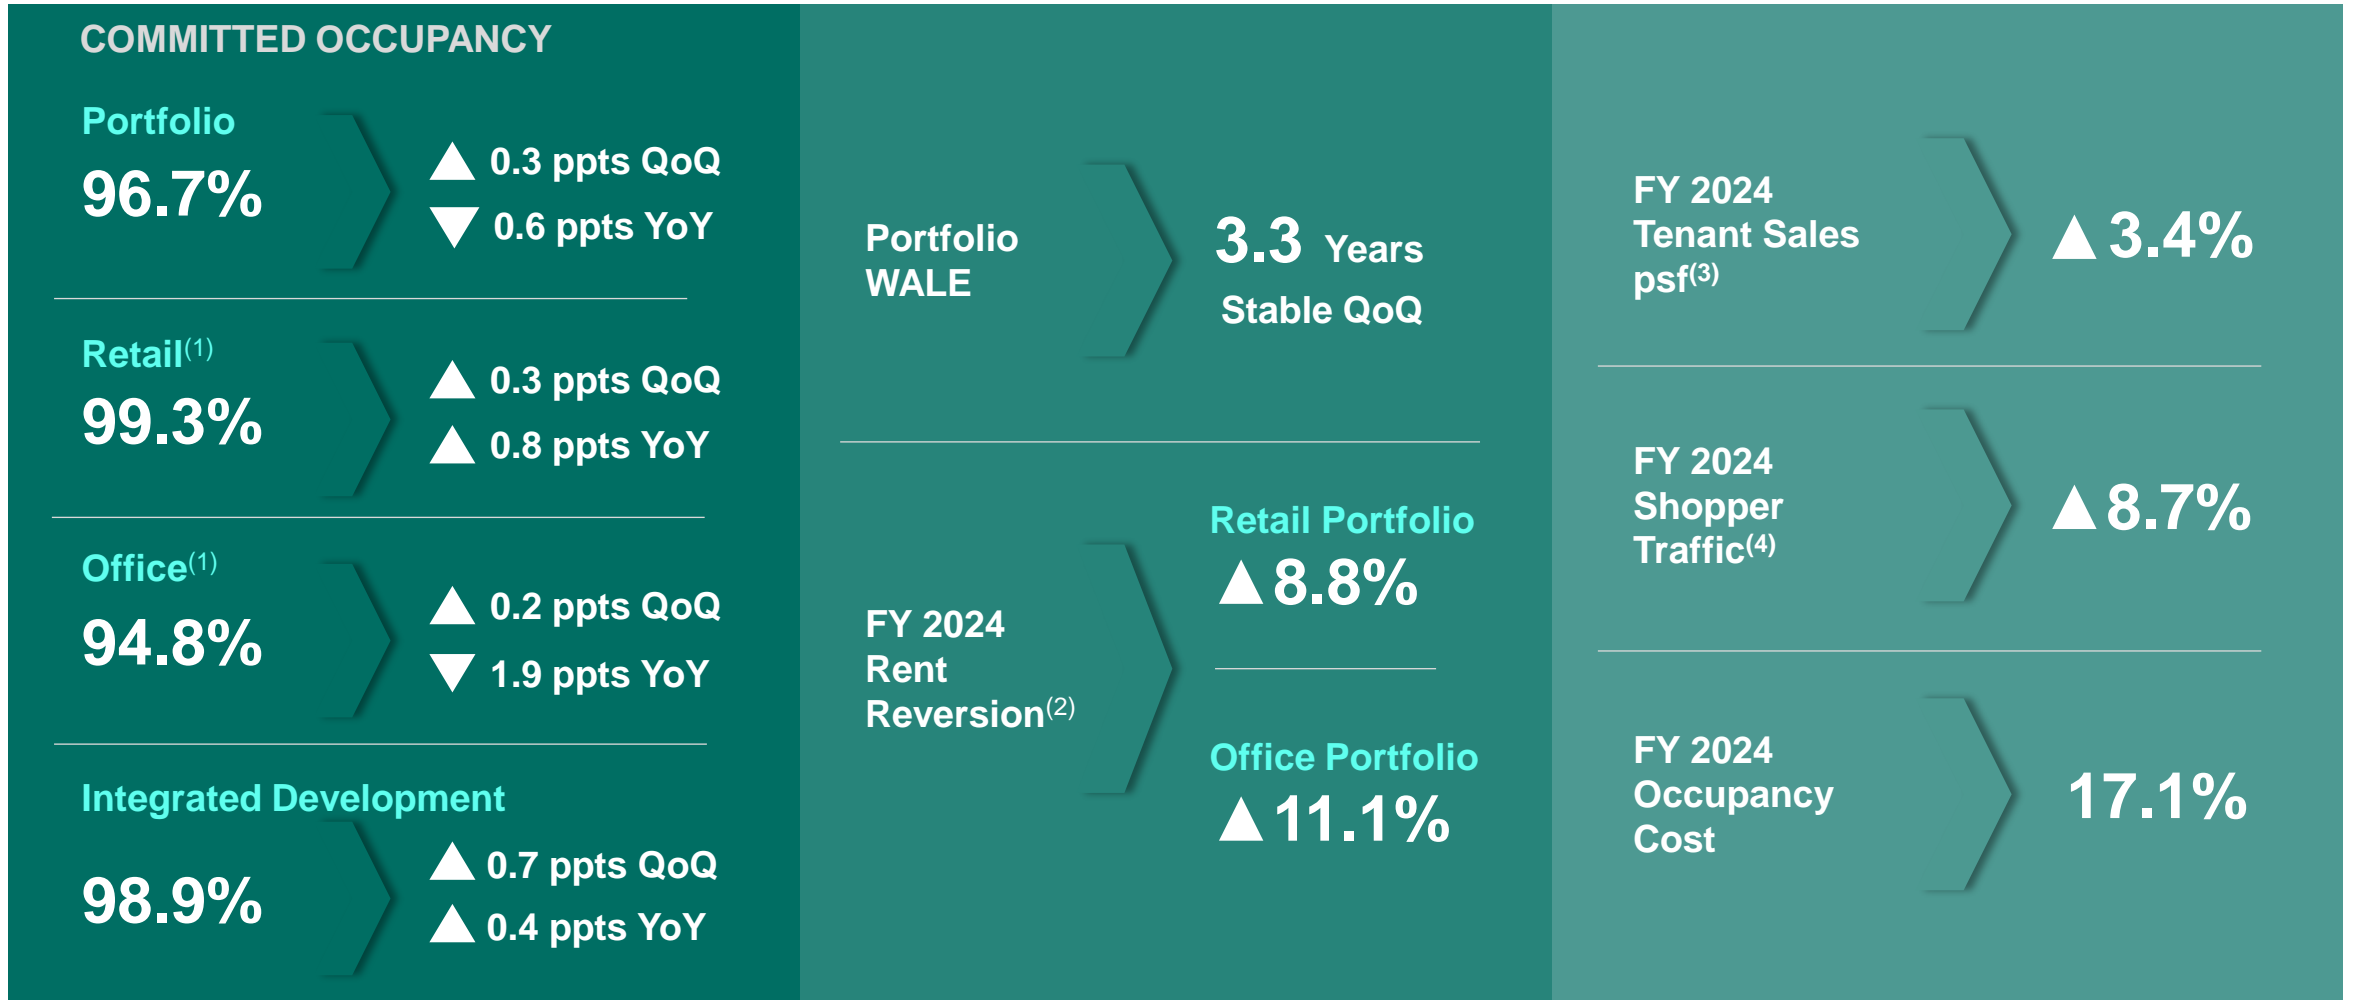 COMMITTED OCCUPANCY
Portfolio
96.7%
▲ 0.3 ppts QoQ
▼ 0.6 ppts YoY
Retail(1)
99.3%
▲ 0.3 ppts QoQ
▲ 0.8 ppts YoY
Office(1)
94.8%
▲ 0.2 ppts QoQ
▼ 1.9 ppts YoY
Integrated Development
98.9%
▲ 0.7 ppts QoQ
▲ 0.4 ppts YoY
Portfolio
WALE
3.3 Years
Stable QoQ
FY 2024
Rent
Reversion(2)
Retail Portfolio
▲8.8%
Office Portfolio
▲11.1%
FY 2024
Tenant Sales
psf(3)
▲3.4%
FY 2024
Shopper
Traffic(4)
▲8.7%
FY 2024
Occupancy
Cost
17.1%